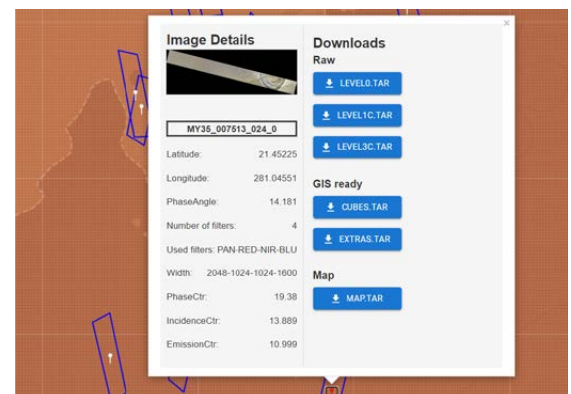 Image Details
MY35_007513_024_0
Latitude: 21.45225
Longitude: 281.04551
PhaseAngle: 14.181
Number of filters: 4
Used filters: PAN-RED-NIR-BLU
Width: 2048-1024-1024-1600
PhaseCtr: 19.38
IncidenceCtr: 13.889
EmissionCtr: 10.999
Downloads
Raw
LEVEL0.TAR
LEVEL1C.TAR
LEVEL3C.TAR
GIS ready
CUBES.TAR
EXTRAS.TAR
Map
MAP.TAR